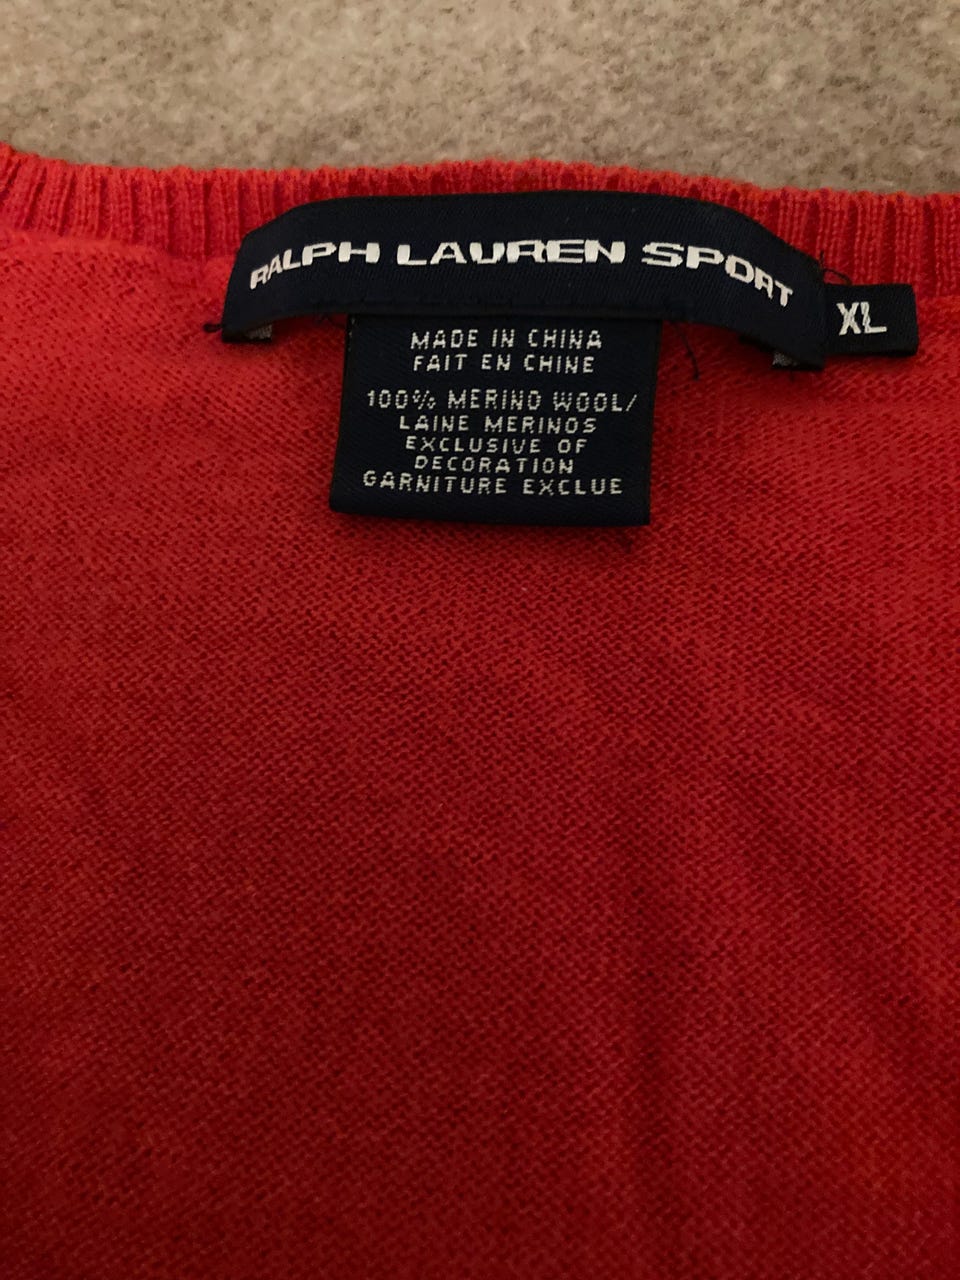 RALPH LAUREN SPORT
XL
MADE IN CHINA
FAIT EN CHINE
100% MERINO WOOL/
LAINE MERINOS
EXCLUSIVE OF
DECORATION
GARNITURE EXCLUE